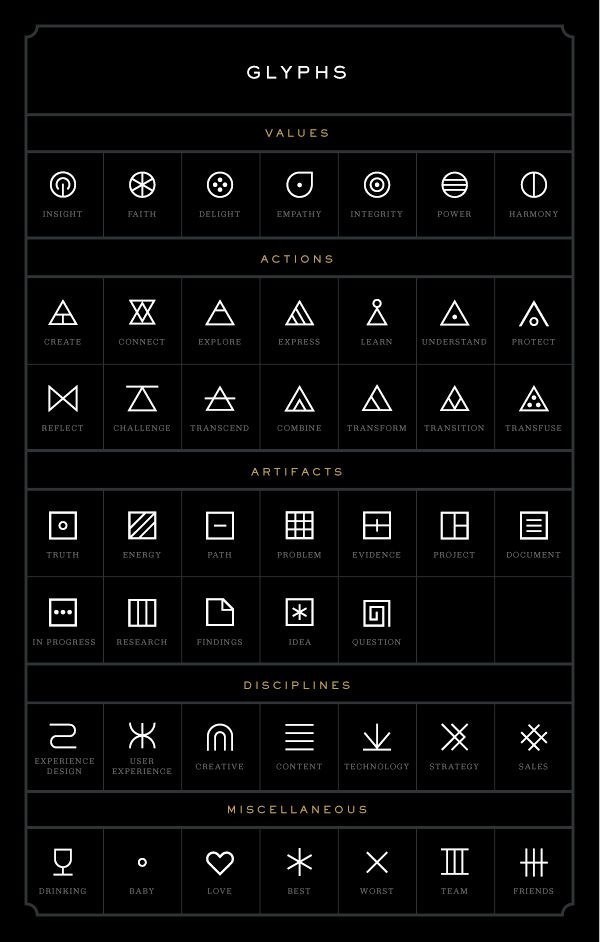 GLYPHS
VALUES
INSIGHT FAITH DELIGHT EMPATHY INTEGRITY POWER HARMONY
ACTIONS
CREATE CONNECT EXPLORE EXPRESS LEARN UNDERSTAND PROTECT
REFLECT CHALLENGE TRANSCEND COMBINE TRANSFORM TRANSITION TRANSFUSE
ARTIFACTS
TRUTH ENERGY PATH PROBLEM EVIDENCE PROJECT DOCUMENT
IN PROGRESS RESEARCH FINDINGS IDEA QUESTION
DISCIPLINES
EXPERIENCE
DESIGN
USER
EXPERIENCE
CREATIVE CONTENT TECHNOLOGY STRATEGY SALES
MISCELLANEOUS
DRINKING BABY LOVE BEST WORST TEAM FRIENDS